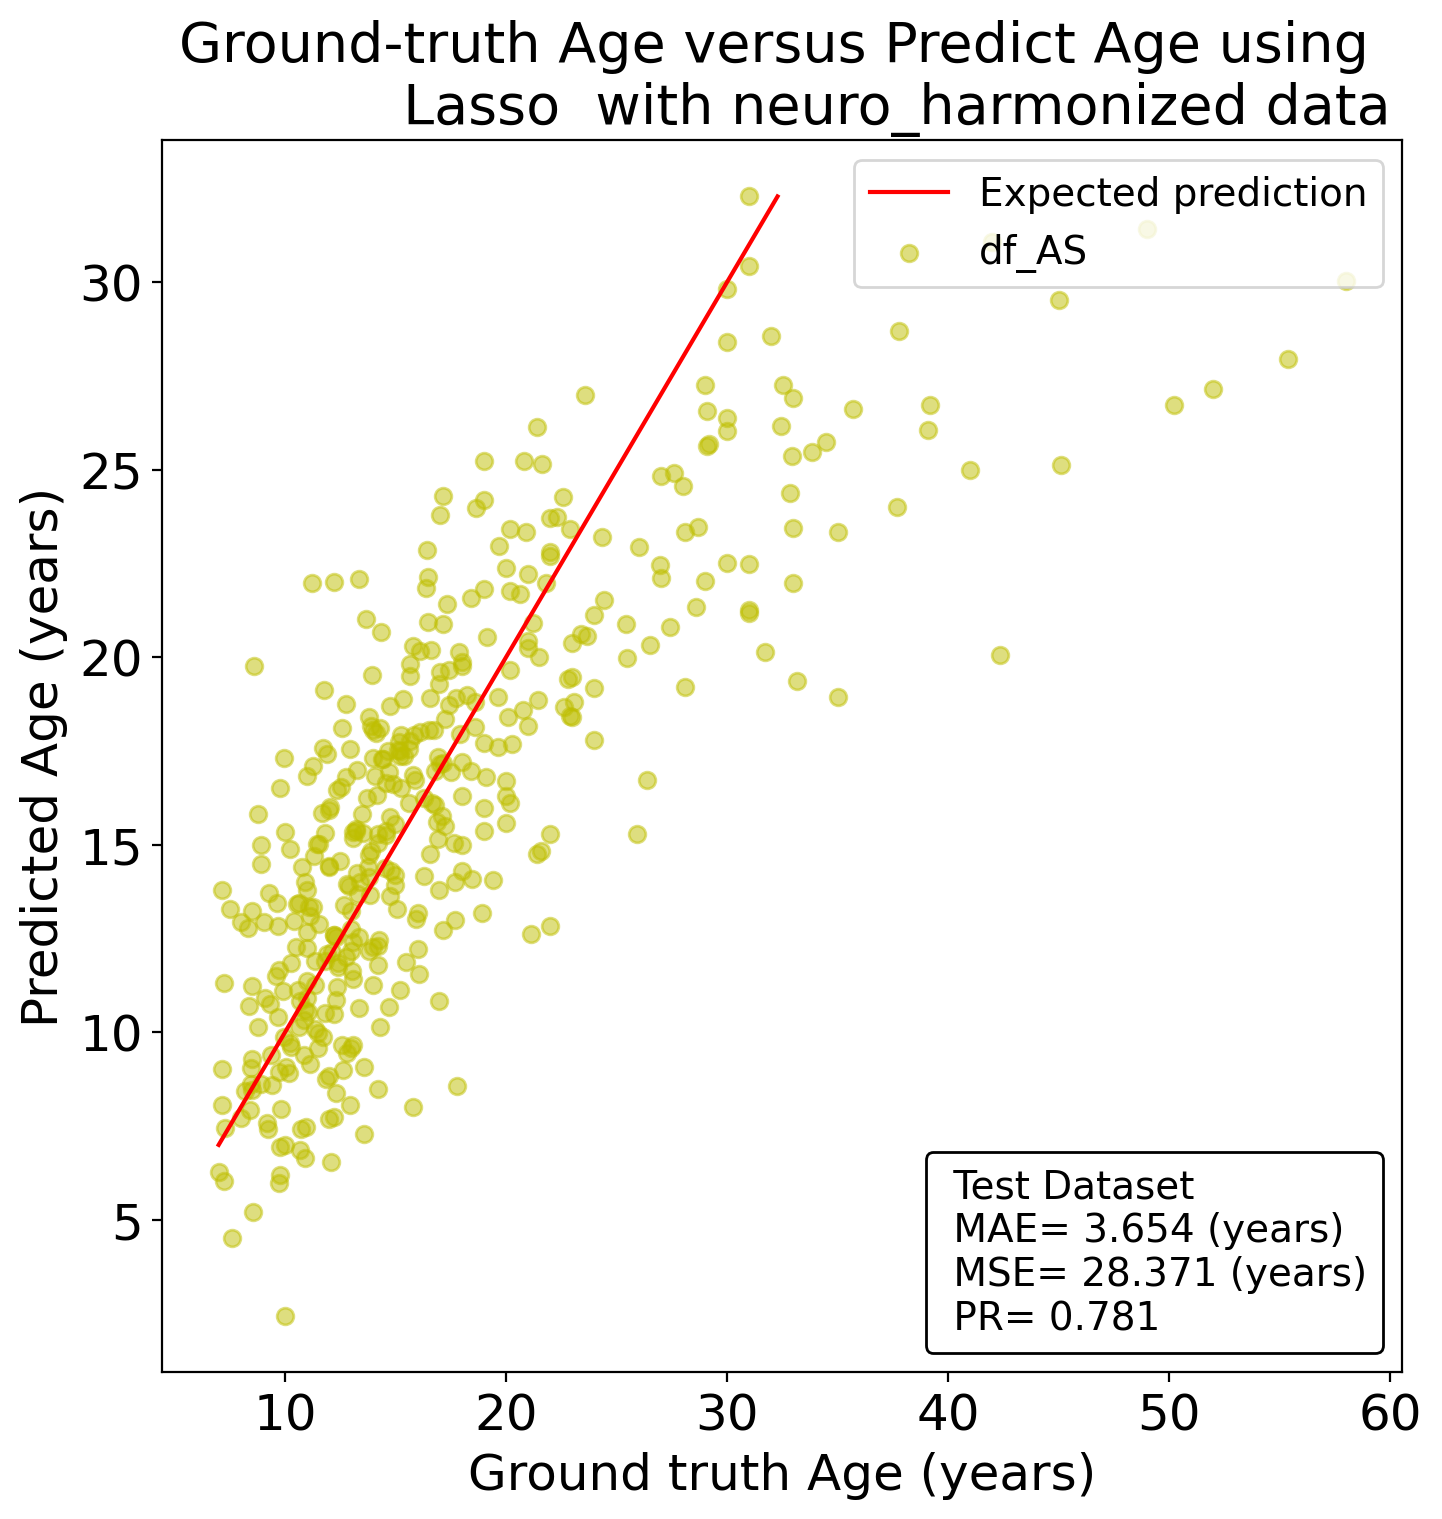 Ground-truth Age versus Predict Age using
Lasso  with neuro_harmonized data
Expected prediction
df_AS
30
25
20
15
10
5
Predicted Age (years)
Test Dataset
MAE= 3.654 (years)
MSE= 28.371 (years)
PR= 0.781
10 20 30 40 50 60
Ground truth Age (years)